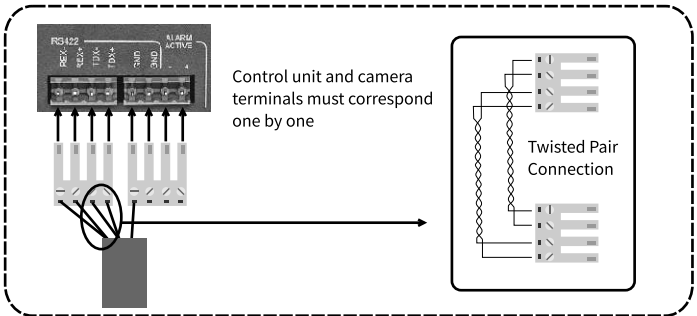 RS422
ALARM
ACTIVE
REX-
REX+
TDX-
TDX+
GND
GND
-
+
Control unit and camera
terminals must correspond
one by one
Twisted Pair
Connection